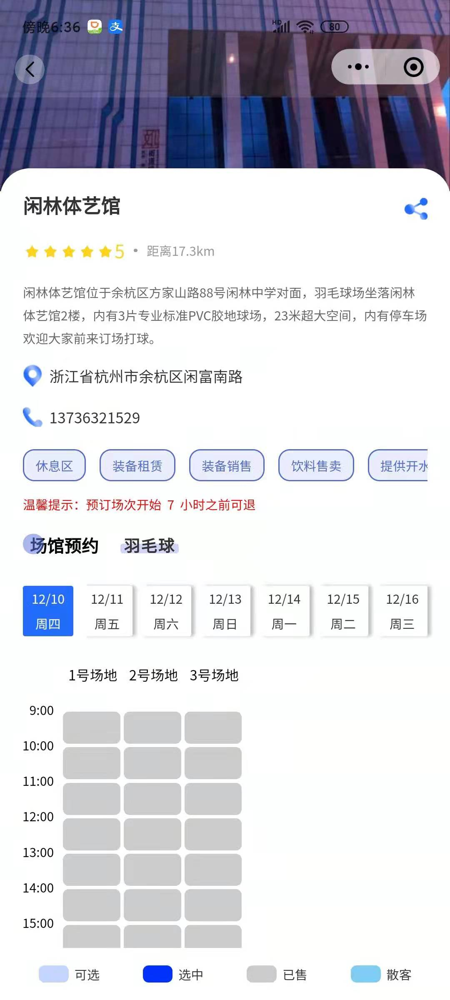 傍晚6:36
HD
80
闲林体艺馆
5 • 距离17.3km
闲林体艺馆位于余杭区方家山路88号闲林中学对面，羽毛球场坐落闲林
体艺馆2楼，内有3片专业标准PVC胶地球场，23米超大空间，内有停车场
欢迎大家前来订场打球。
浙江省杭州市余杭区闲富南路
13736321529
休息区 装备租赁 装备销售 饮料售卖 提供开水
温馨提示：预订场次开始 7 小时之前可退
场馆预约 羽毛球
12/10 12/11 12/12 12/13 12/14 12/15 12/16
周四 周五 周六 周日 周一 周二 周三
1号场地 2号场地 3号场地
9:00
10:00
11:00
12:00
13:00
14:00
15:00
可选 选中 已售 散客